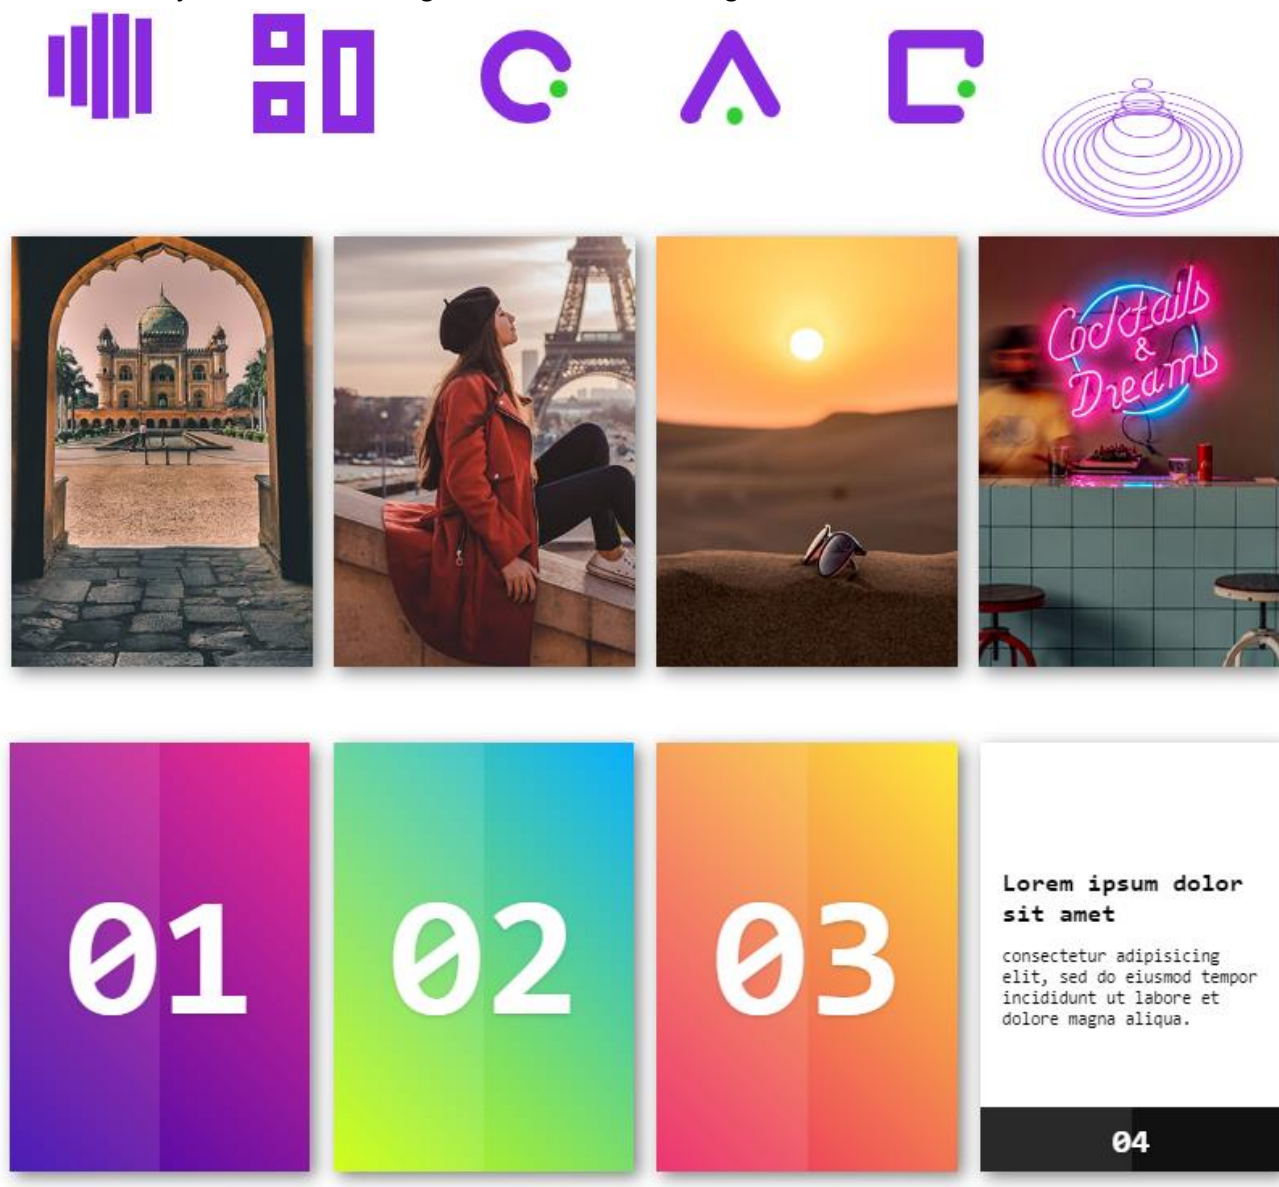 Cocktails
&
Dreams
01
02
03
Lorem ipsum dolor
sit amet
consectetur adipisicing
elit, sed do eiusmod tempor
incididunt ut labore et
dolore magna aliqua.
04